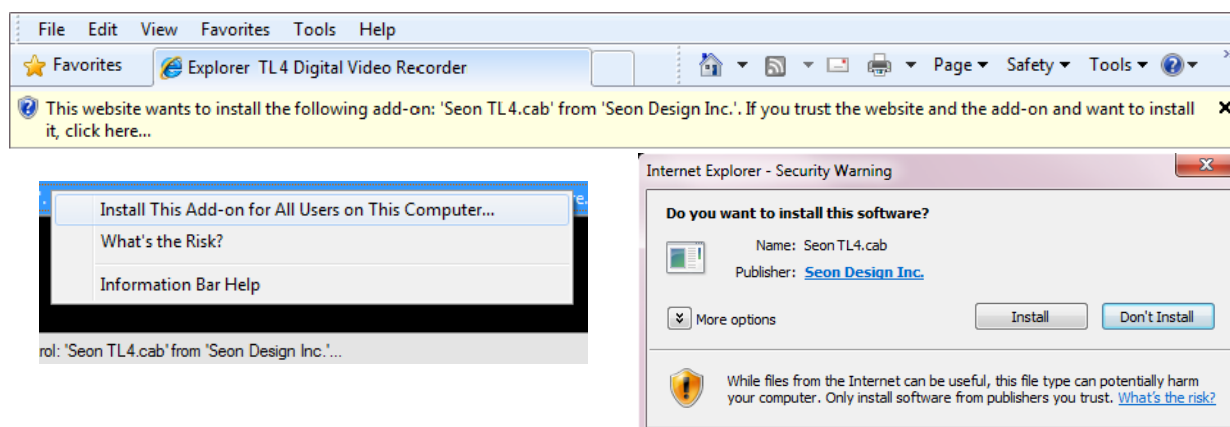 File Edit View Favorites Tools Help
Favorites Explorer TL4 Digital Video Recorder Page Safety Tools
This website wants to install the following add-on: 'Seon TL4.cab' from 'Seon Design Inc.'. If you trust the website and the add-on and want to install
it, click here...
Install This Add-on for All Users on This Computer...
What's the Risk?
Information Bar Help
rol: 'Seon TL4.cab' from 'Seon Design Inc.'...
Internet Explorer - Security Warning
Do you want to install this software?
Name: Seon TL4.cab
Publisher: Seon Design Inc.
More options Install Don't Install
While files from the Internet can be useful, this file type can potentially harm
your computer. Only install software from publishers you trust. What's the risk?